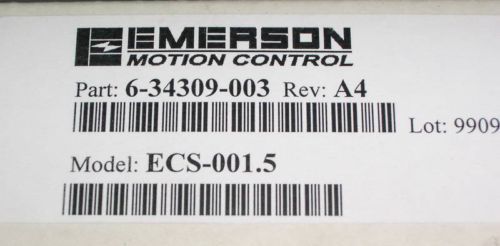 EMERSON
MOTION CONTROL
Part: 6-34309-003 Rev: A4
Lot: 9909
Model: ECS-001.5